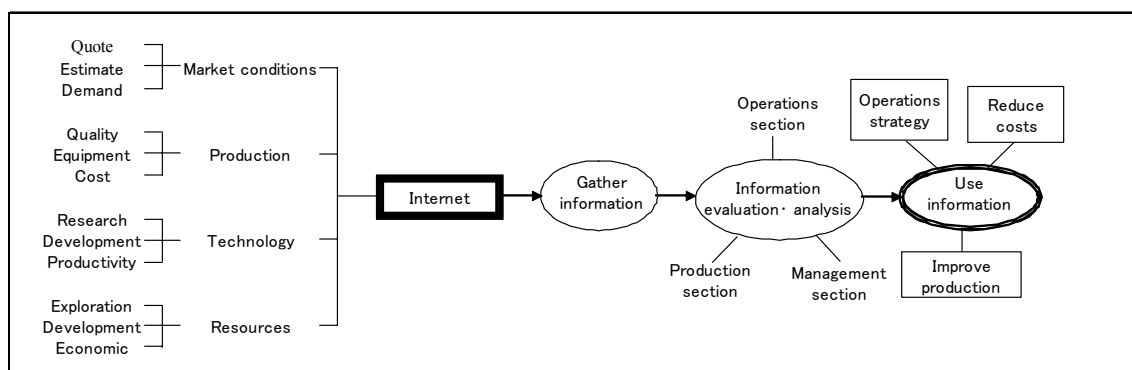 Quote
Estimate
Demand
Market conditions
Quality
Equipment
Cost
Production
Research
Development
Productivity
Technology
Exploration
Development
Economic
Resources
Internet
Gather
information
Operations
section
Information
evaluation・ analysis
Production
section
Management
section
Operations
strategy
Reduce
costs
Use
information
Improve
production